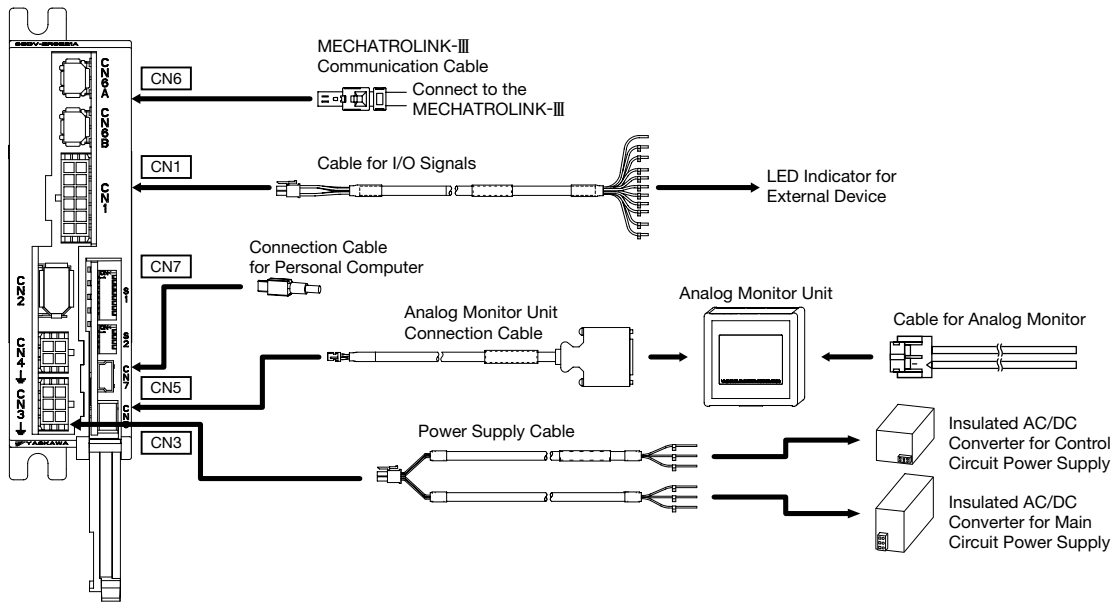 CN6A
CN6B
CN1
CN2
CN4
CN3
S1
S2
CN7
YASKAWA
CN6
MECHATROLINK-Ⅲ
Communication Cable
Connect to the
MECHATROLINK-Ⅲ
CN1
Cable for I/O Signals
LED Indicator for
External Device
CN7
Connection Cable
for Personal Computer
CN5
Analog Monitor Unit
Connection Cable
Analog Monitor Unit
Cable for Analog Monitor
CN3
Power Supply Cable
Insulated AC/DC
Converter for Control
Circuit Power Supply
Insulated AC/DC
Converter for Main
Circuit Power Supply